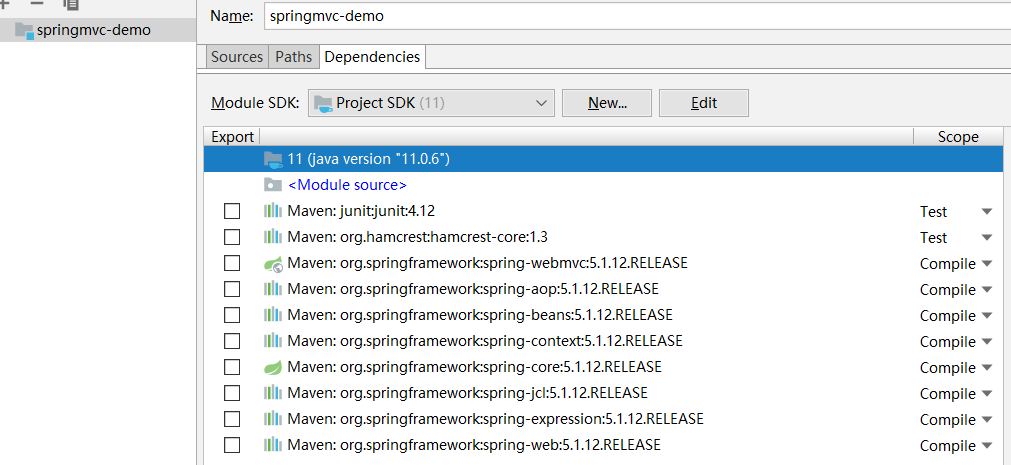 springmvc-demo
Name: springmvc-demo
Sources Paths Dependencies
Module SDK: Project SDK (11) New... Edit
Export Scope
11 (java version "11.0.6")
<Module source>
Maven: junit:junit:4.12 Test
Maven: org.hamcrest:hamcrest-core:1.3 Test
Maven: org.springframework:spring-webmvc:5.1.12.RELEASE Compile
Maven: org.springframework:spring-aop:5.1.12.RELEASE Compile
Maven: org.springframework:spring-beans:5.1.12.RELEASE Compile
Maven: org.springframework:spring-context:5.1.12.RELEASE Compile
Maven: org.springframework:spring-core:5.1.12.RELEASE Compile
Maven: org.springframework:spring-jcl:5.1.12.RELEASE Compile
Maven: org.springframework:spring-expression:5.1.12.RELEASE Compile
Maven: org.springframework:spring-web:5.1.12.RELEASE Compile